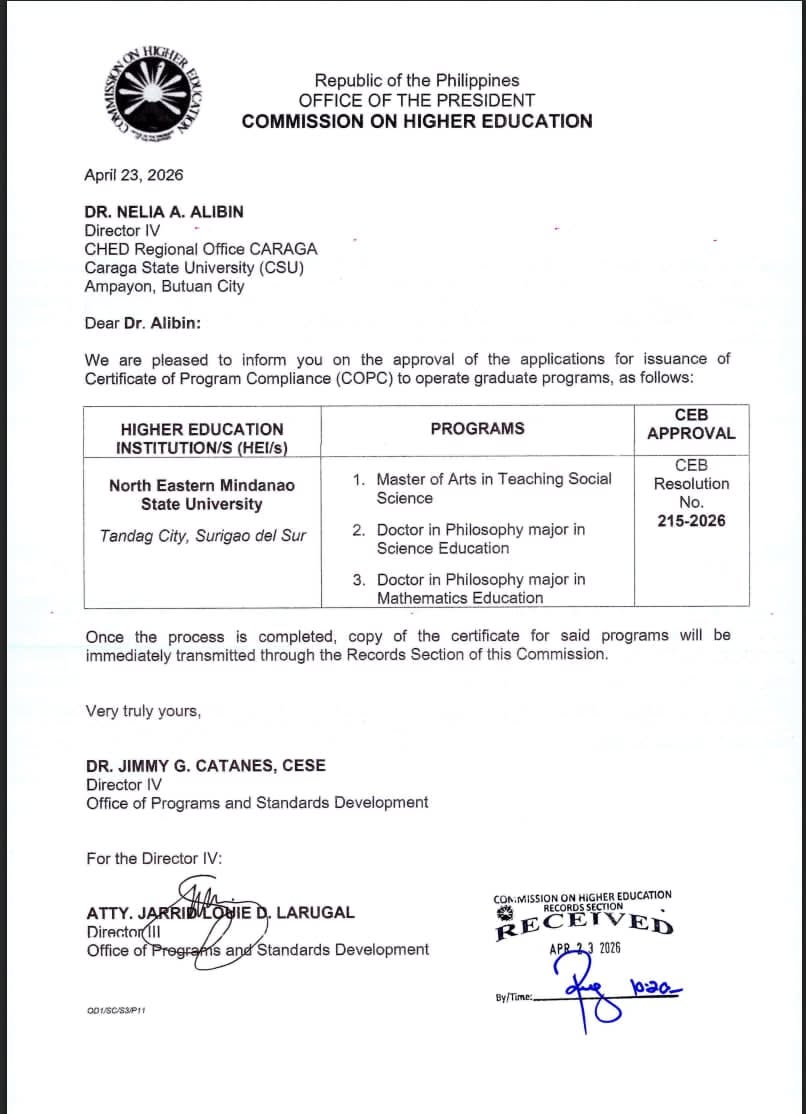 COMMISSION ON HIGHER EDUCATION
Republic of the Philippines
OFFICE OF THE PRESIDENT
COMMISSION ON HIGHER EDUCATION
April 23, 2026
DR. NELIA A. ALIBIN
Director IV
CHED Regional Office CARAGA
Caraga State University (CSU)
Ampayon, Butuan City
Dear Dr. Alibin:
We are pleased to inform you on the approval of the applications for issuance of
Certificate of Program Compliance (COPC) to operate graduate programs, as follows:
HIGHER EDUCATION
INSTITUTION/S (HEI/s)
PROGRAMS
CEB
APPROVAL
North Eastern Mindanao
State University
Tandag City, Surigao del Sur
1. Master of Arts in Teaching Social
Science
2. Doctor in Philosophy major in
Science Education
3. Doctor in Philosophy major in
Mathematics Education
CEB
Resolution
No.
215-2026
Once the process is completed, copy of the certificate for said programs will be
immediately transmitted through the Records Section of this Commission.
Very truly yours,
DR. JIMMY G. CATANES, CESE
Director IV
Office of Programs and Standards Development
For the Director IV:
ATTY. JARRID LOUIE D. LARUGAL
Director III
Office of Programs and Standards Development
COMMISSION ON HIGHER EDUCATION
RECORDS SECTION
RECEIVED
APR 23 2026
By/Time: 10:20
OD1/SC/S3/P11